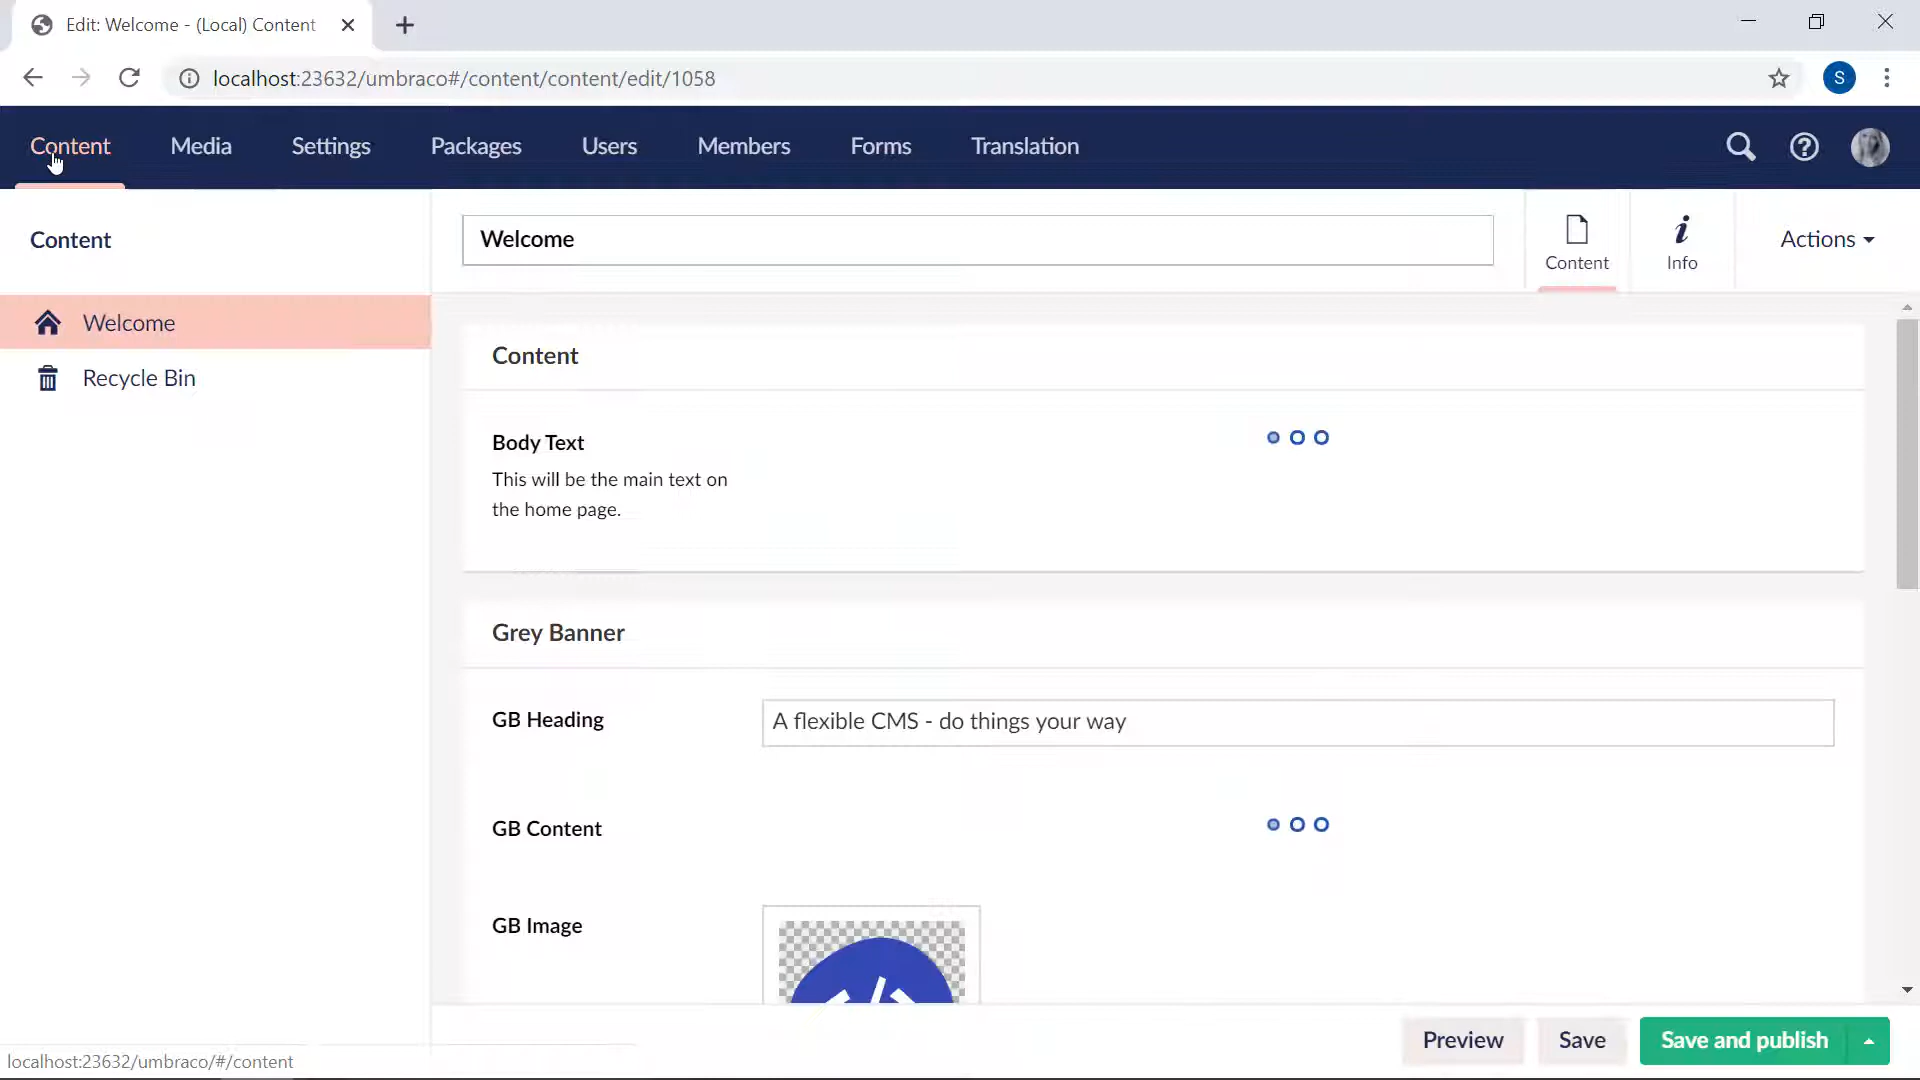 Edit: Welcome - (Local) Content
localhost:23632/umbraco#/content/content/edit/1058
S
Content Media Settings Packages Users Members Forms Translation
Content
Welcome
Content
Info
Actions
Welcome
Recycle Bin
Content
Body Text
This will be the main text on
the home page.
Grey Banner
GB Heading
A flexible CMS - do things your way
GB Content
GB Image
Preview
Save
Save and publish
localhost:23632/umbraco/#/content